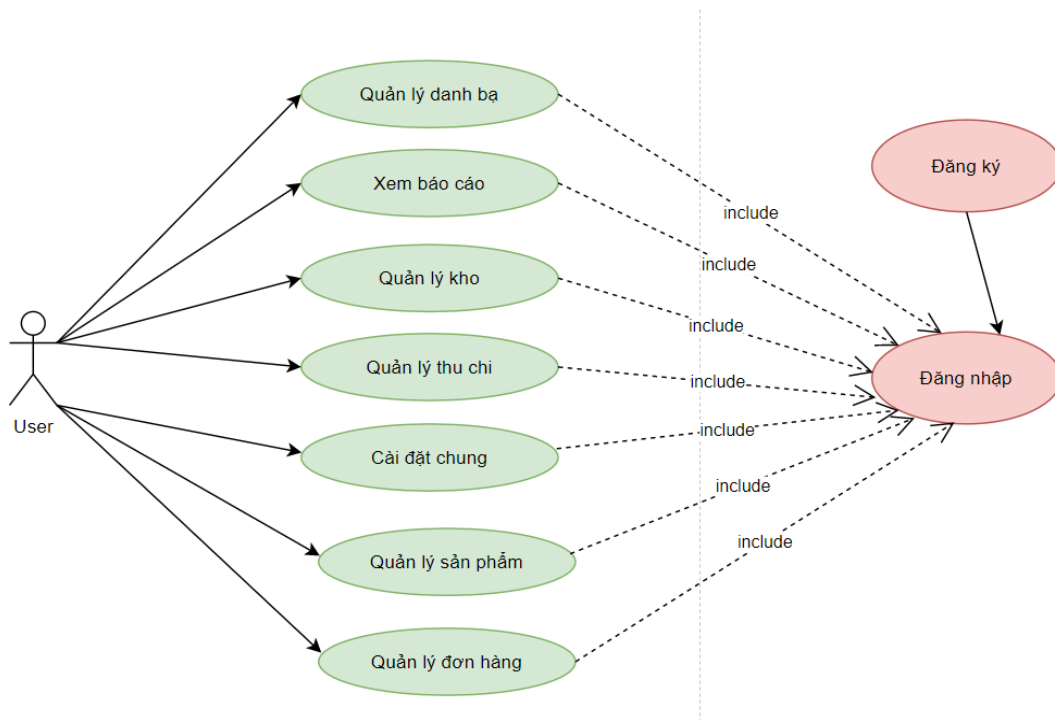 Quản lý danh bạ
Đăng ký
Xem báo cáo
include
include
Quản lý kho
include
Quản lý thu chi
include
Đăng nhập
User
Cài đặt chung
include
include
Quản lý sản phẩm
include
Quản lý đơn hàng